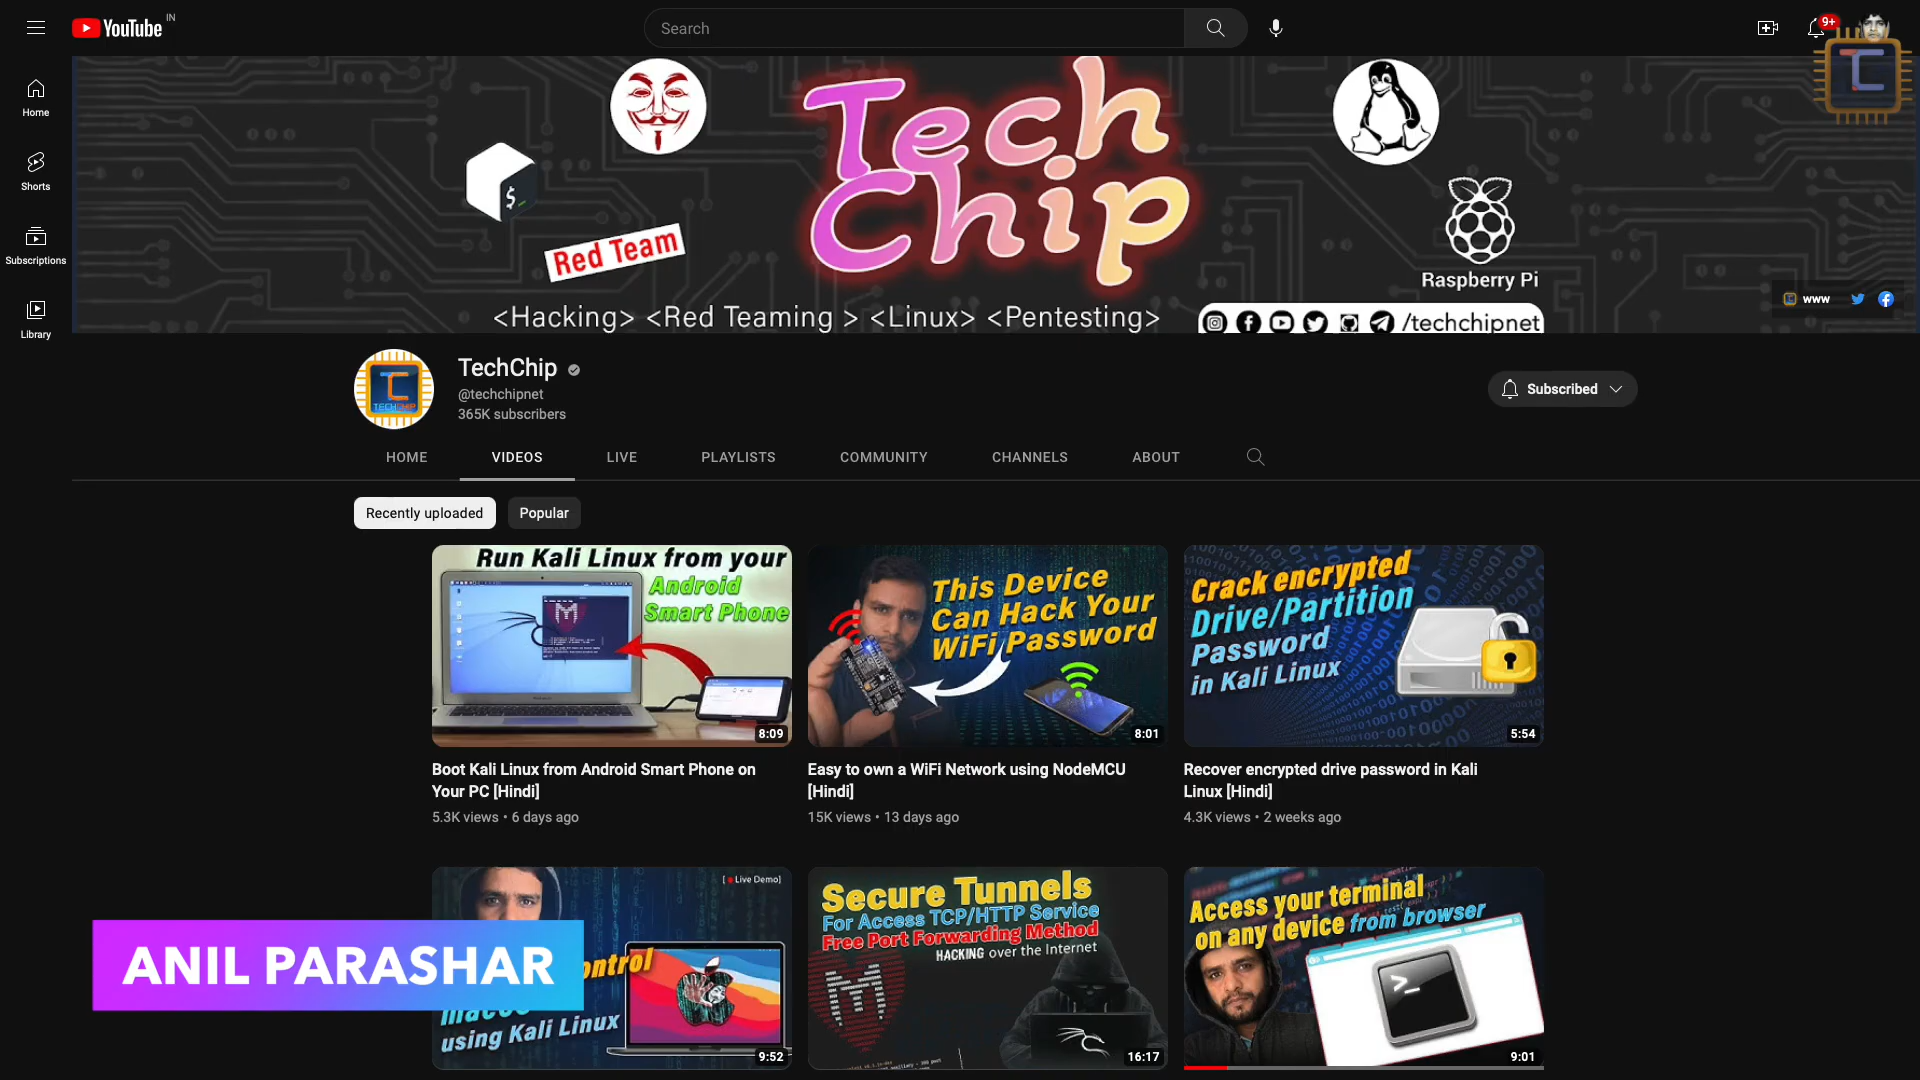 YouTube IN
Search
9+
Home
Shorts
Subscriptions
Library
Tech
Chip
$
Red Team
Raspberry Pi
<Hacking> <Red Teaming > <Linux> <Pentesting>
/techchipnet
www
TC
TECHCHIP
TechChip
@techchipnet
365K subscribers
Subscribed
HOME
VIDEOS
LIVE
PLAYLISTS
COMMUNITY
CHANNELS
ABOUT
Recently uploaded
Popular
Run Kali Linux from your
Android
Smart Phone
8:09
Boot Kali Linux from Android Smart Phone on
Your PC [Hindi]
5.3K views • 6 days ago
This Device
Can Hack Your
WiFi Password
8:01
Easy to own a WiFi Network using NodeMCU
[Hindi]
15K views • 13 days ago
Crack encrypted
Drive/Partition
Password
in Kali Linux
5:54
Recover encrypted drive password in Kali
Linux [Hindi]
4.3K views • 2 weeks ago
[ Live Demo]
ANIL PARASHAR
using Kali Linux
9:52
Secure Tunnels
For Access TCP/HTTP Service
Free Port Forwarding Method
HACKING over the Internet
16:17
Access your terminal
on any device from browser
>_
9:01